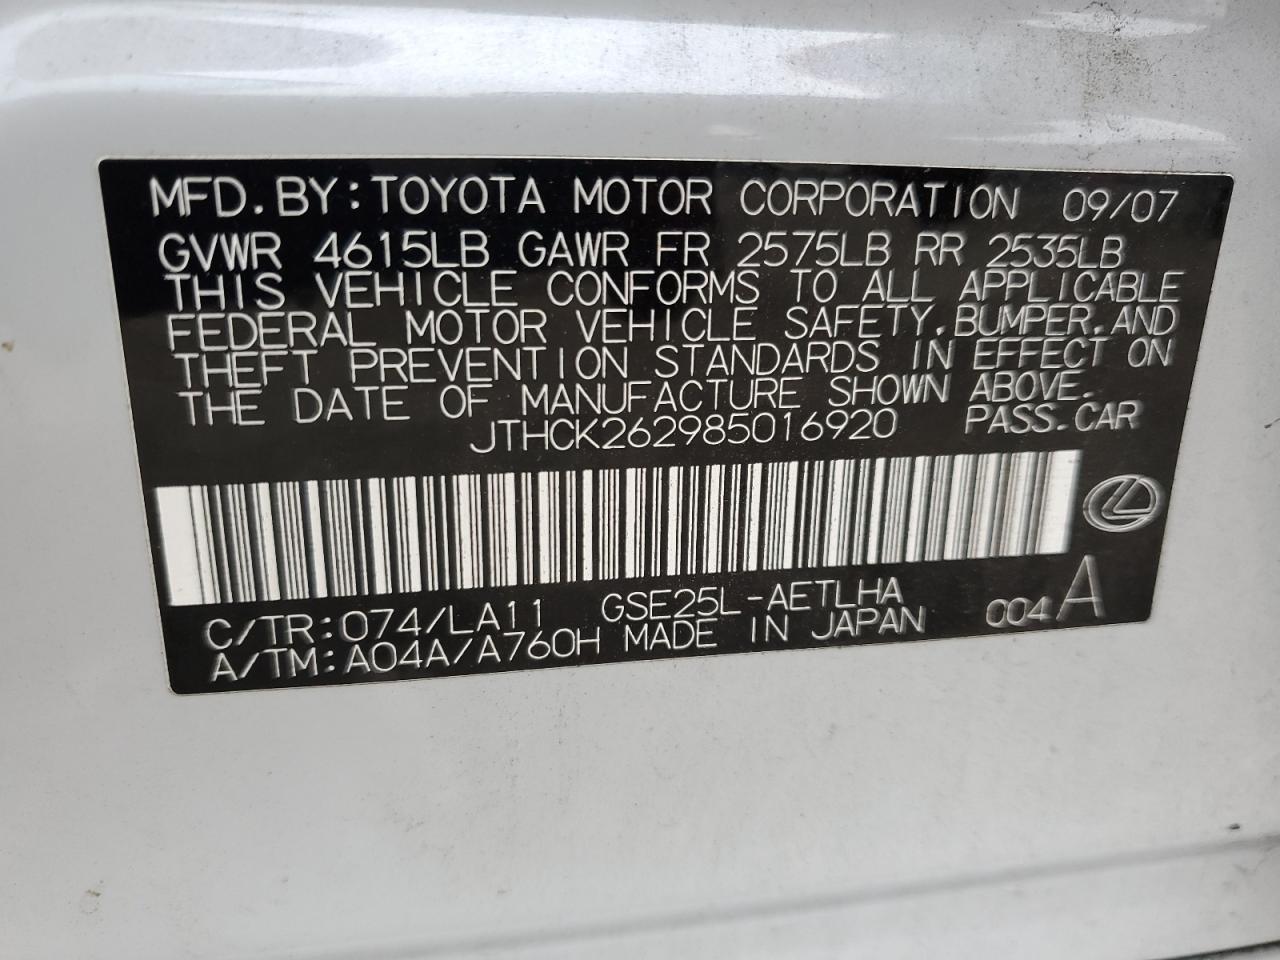 MFD. BY: TOYOTA MOTOR CORPORATION 09/07
GVWR 4615LB GAWR FR 2575LB RR 2535LB
THIS VEHICLE CONFORMS TO ALL APPLICABLE
FEDERAL MOTOR VEHICLE SAFETY, BUMPER, AND
THEFT PREVENTION STANDARDS IN EFFECT ON
THE DATE OF MANUFACTURE SHOWN ABOVE.
JTHCK262985016920 PASS. CAR
C/TR: 074/LA11 GSE25L-AETLHA
A/TM: A04A/A760H MADE IN JAPAN 004A